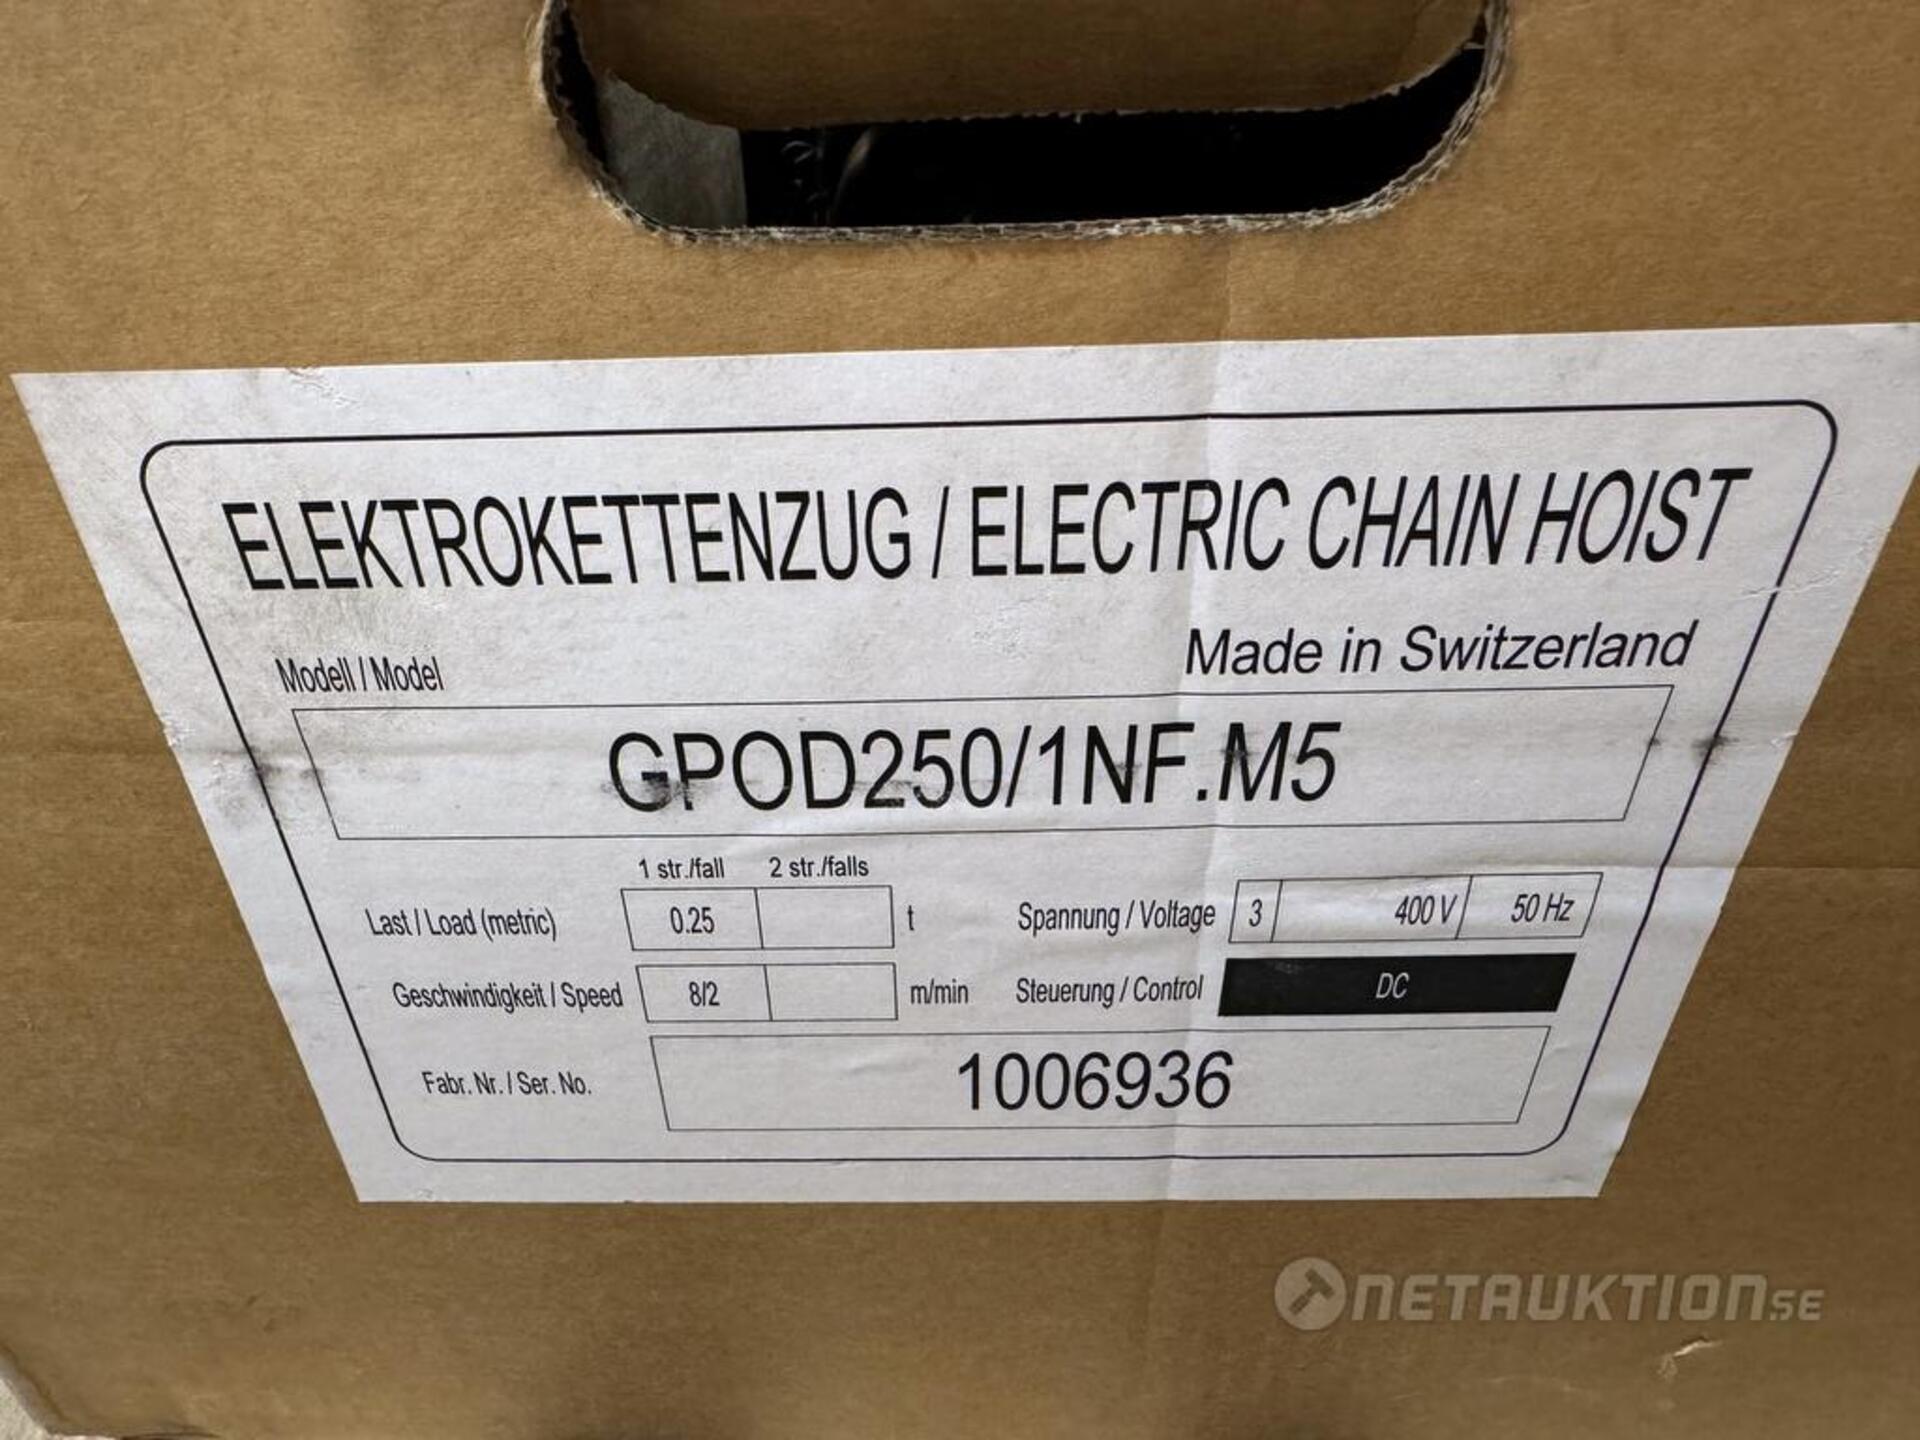 ELEKTROKETTENZUG / ELECTRIC CHAIN HOIST
Made in Switzerland
Modell / Model
GPOD250/1NF.M5
1 str./fall 2 str./falls
Last / Load (metric) 0.25 t Spannung / Voltage 3 400 V 50 Hz
Geschwindigkeit / Speed 8/2 m/min Steuerung / Control DC
Fabr. Nr. / Ser. No. 1006936
NETAUKTION.SE